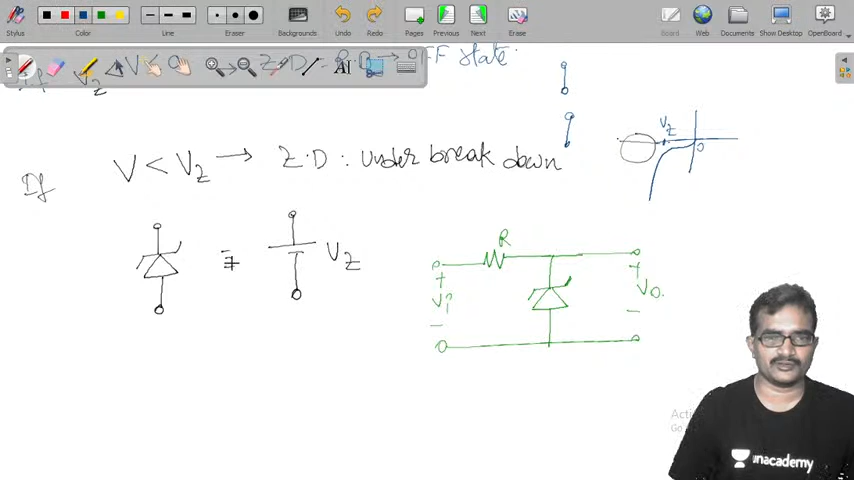 Stylus
Color
Line
Eraser
Backgrounds
Undo
Redo
Pages
Previous
Next
Erase
Board
Web
Documents
Show Desktop
OpenBoard
Z D
OFF state
V
Z
If V < VZ → Z.D : Under break down
VZ
0
VZ
R
+
Vi
-
+
Vo
-
unacademy